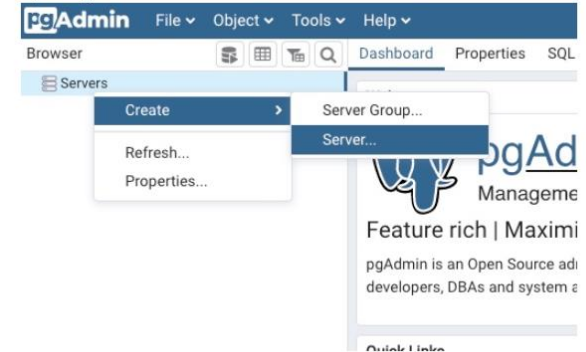 pgAdmin File Object Tools Help
Browser Dashboard Properties SQL
Servers
Create Server Group...
Server...
Refresh...
Properties...
pgAd
Manageme
Feature rich | Maximi
pgAdmin is an Open Source ad
developers, DBAs and system a
Quick Links